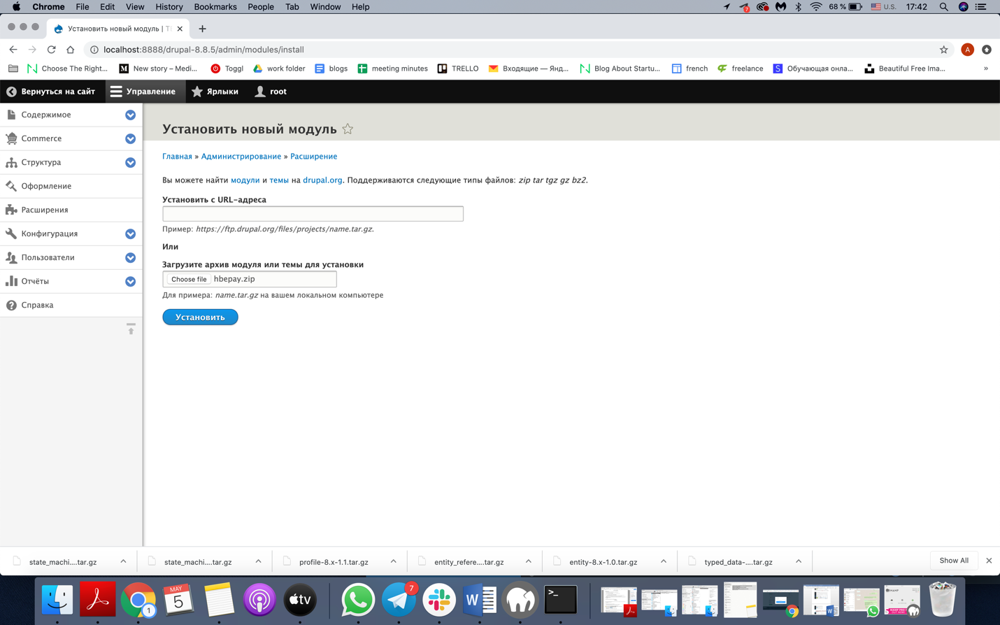 Chrome File Edit View History Bookmarks People Tab Window Help
7 68 % U.S. 17:42
Установить новый модуль | T
localhost:8888/drupal-8.8.5/admin/modules/install A
Choose The Right... New story – Medi... Toggl work folder blogs meeting minutes TRELLO Входящие — Янд... Blog About Startu... french freelance Обучающая онла... Beautiful Free Ima... »
Вернуться на сайт Управление Ярлыки root
Содержимое
Commerce
Структура
Оформление
Расширения
Конфигурация
Пользователи
Отчёты
Справка
Установить новый модуль
Главная » Администрирование » Расширение
Вы можете найти модули и темы на drupal.org. Поддерживаются следующие типы файлов: zip tar tgz gz bz2.
Установить с URL-адреса
Пример: https://ftp.drupal.org/files/projects/name.tar.gz.
Или
Загрузите архив модуля или темы для установки
Choose file hbepay.zip
Для примера: name.tar.gz на вашем локальном компьютере
Установить
state_machi....tar.gz state_machi....tar.gz profile-8.x-1.1.tar.gz entity_refere....tar.gz entity-8.x-1.0.tar.gz typed_data-....tar.gz Show All
MAY
5
1
tv
7
W
>_
MAMP